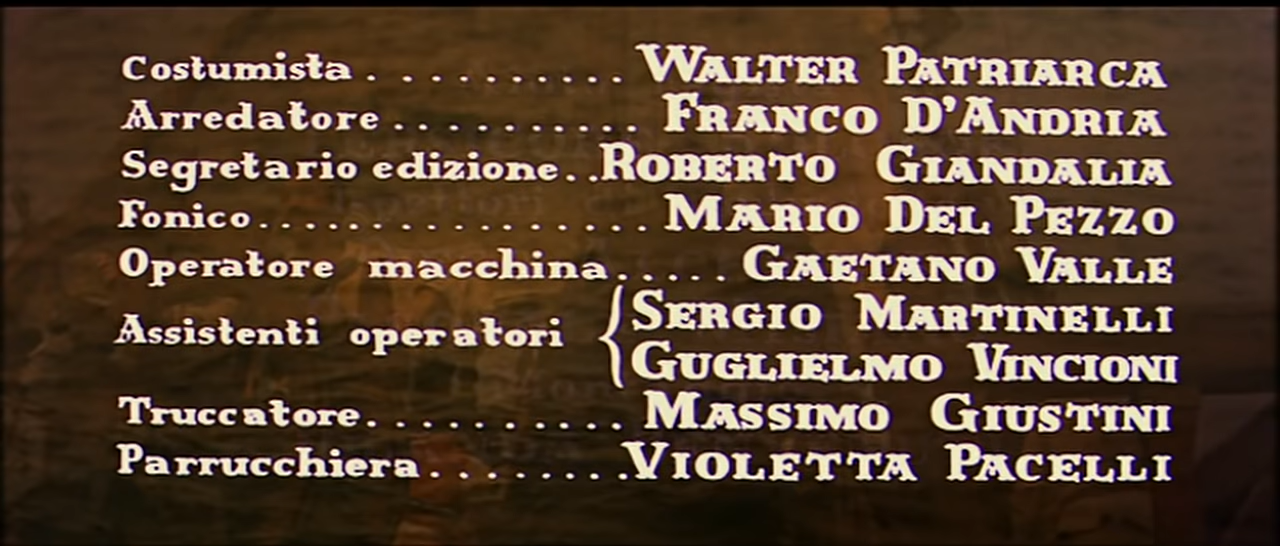 Costumista . . . . . . . . . . WALTER PATRIARCA
Arredatore . . . . . . . . . . FRANCO D'ANDRIA
Segretario edizione. . ROBERTO GIANDALIA
Fonico . . . . . . . . . . . . . . . . . MARIO DEL PEZZO
Operatore macchina . . . . . GAETANO VALLE
Assistenti operatori { SERGIO MARTINELLI
GUGLIELMO VINCIONI
Truccatore . . . . . . . . . . MASSIMO GIUSTINI
Parrucchiera . . . . . . . . VIOLETTA PACELLI